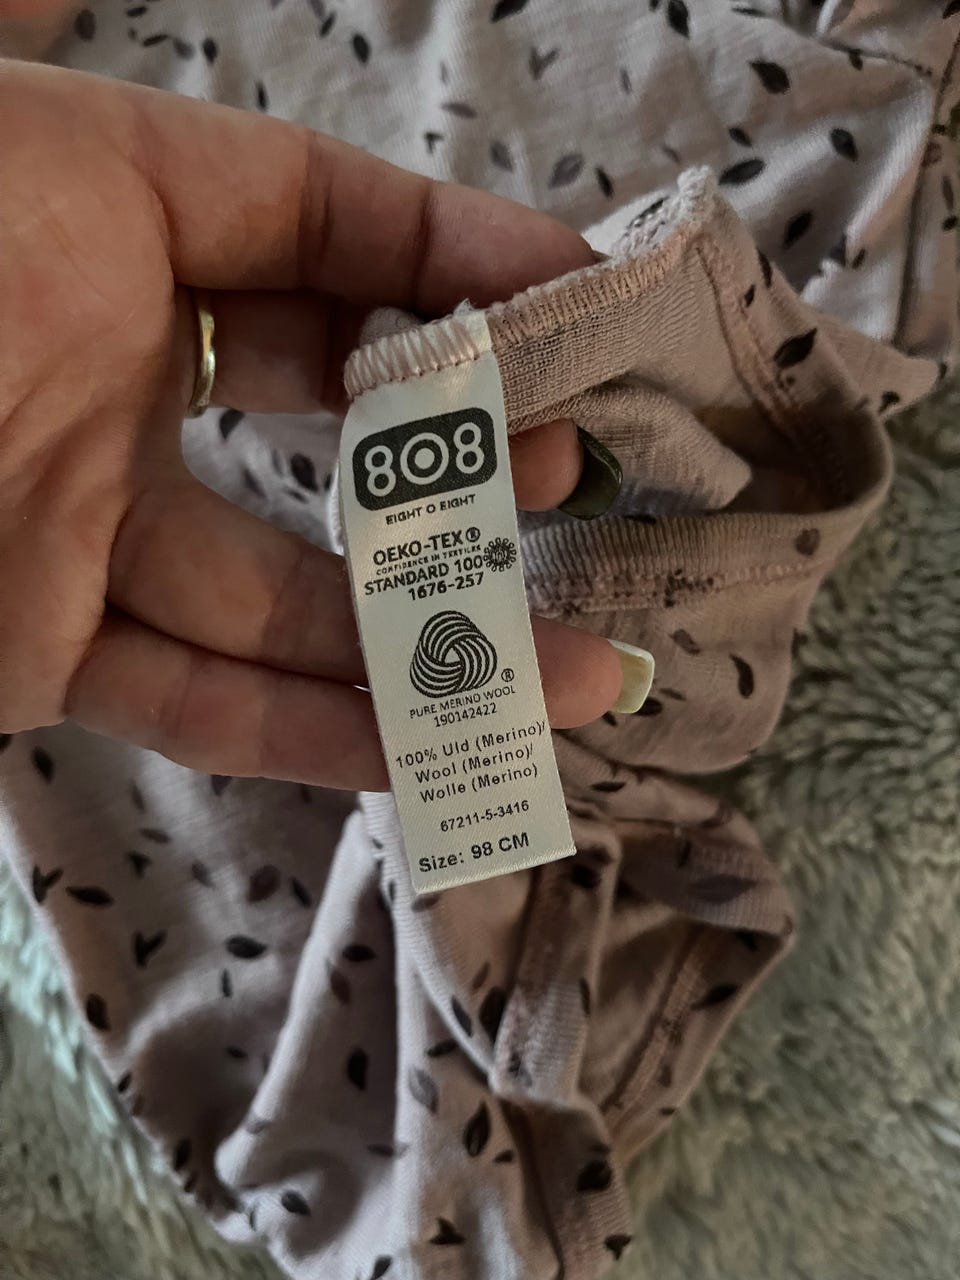 808
EIGHT O EIGHT
OEKO-TEX®
CONFIDENCE IN TEXTILES
STANDARD 100
1676-257
®
PURE MERINO WOOL
190142422
100% Uld (Merino)/
Wool (Merino)/
Wolle (Merino)
67211-5-3416
Size: 98 CM